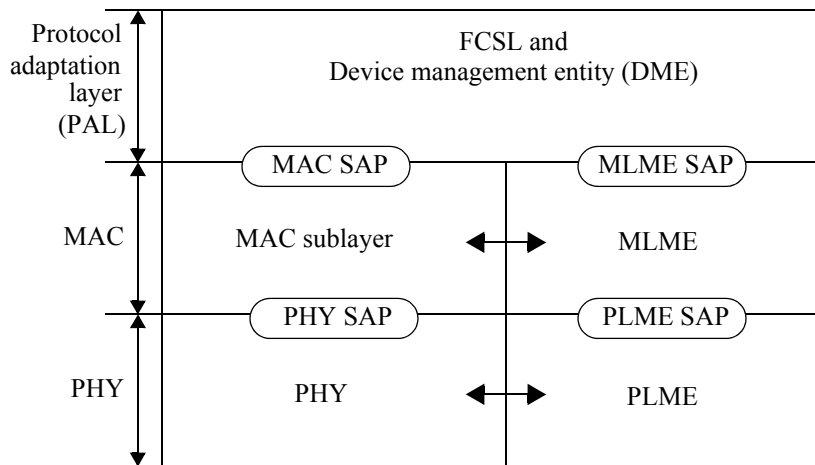 Protocol
adaptation
layer
(PAL)
FCSL and
Device management entity (DME)
MAC SAP
MLME SAP
MAC
MAC sublayer
MLME
PHY SAP
PLME SAP
PHY
PHY
PLME